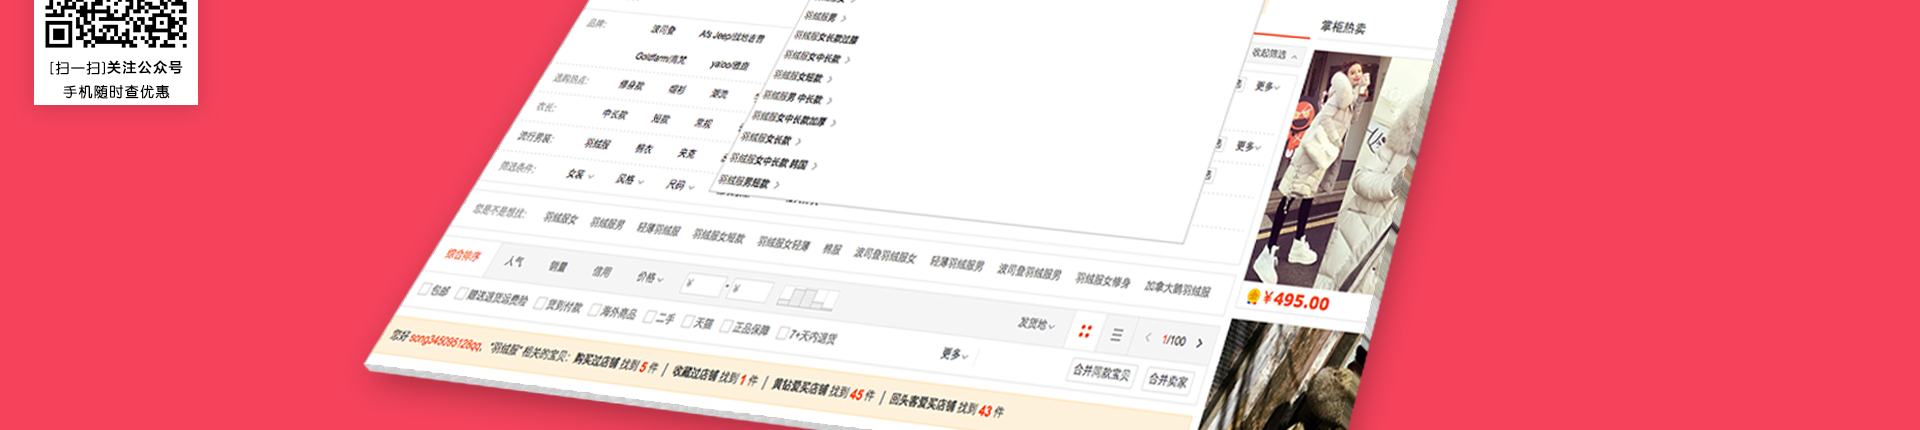 [扫一扫]关注公众号
手机随时查优惠
羽绒服男
羽绒服女长款过膝
羽绒服女中长款
羽绒服女短款
羽绒服男 中长款
羽绒服女中长款加厚
羽绒服女长款
羽绒服女中长款 韩国
羽绒服男短款
品牌： 波司登 Afs Jeep/战地吉普
Goldfarm/高梵 yaloo/雅鹿
选购热点： 修身款 潮流
衣长： 中长款 短款 常规
流行男装： 羽绒服 棉衣 夹克
筛选条件： 女装 风格 尺码
您是不是想找： 羽绒服女 羽绒服男 轻薄羽绒服 羽绒服女短款 羽绒服女轻薄 棉服 波司登羽绒服女 轻薄羽绒服男 波司登羽绒服男 羽绒服女修身 加拿大鹅羽绒服
综合排序 人气 销量 信用 价格 ¥ - ¥ 发货地 1/100
包邮 赠送退货运费险 货到付款 海外商品 二手 天猫 正品保障 7+天内退货 更多 合并同款宝贝 合并卖家
您好 song345095128qq, "羽绒服" 相关的宝贝： 购买过店铺 找到 5 件 | 收藏过店铺 找到 1 件 | 黄钻爱买店铺 找到 45 件 | 回头客爱买店铺 找到 43 件
掌柜热卖
收起筛选
更多
更多
¥495.00